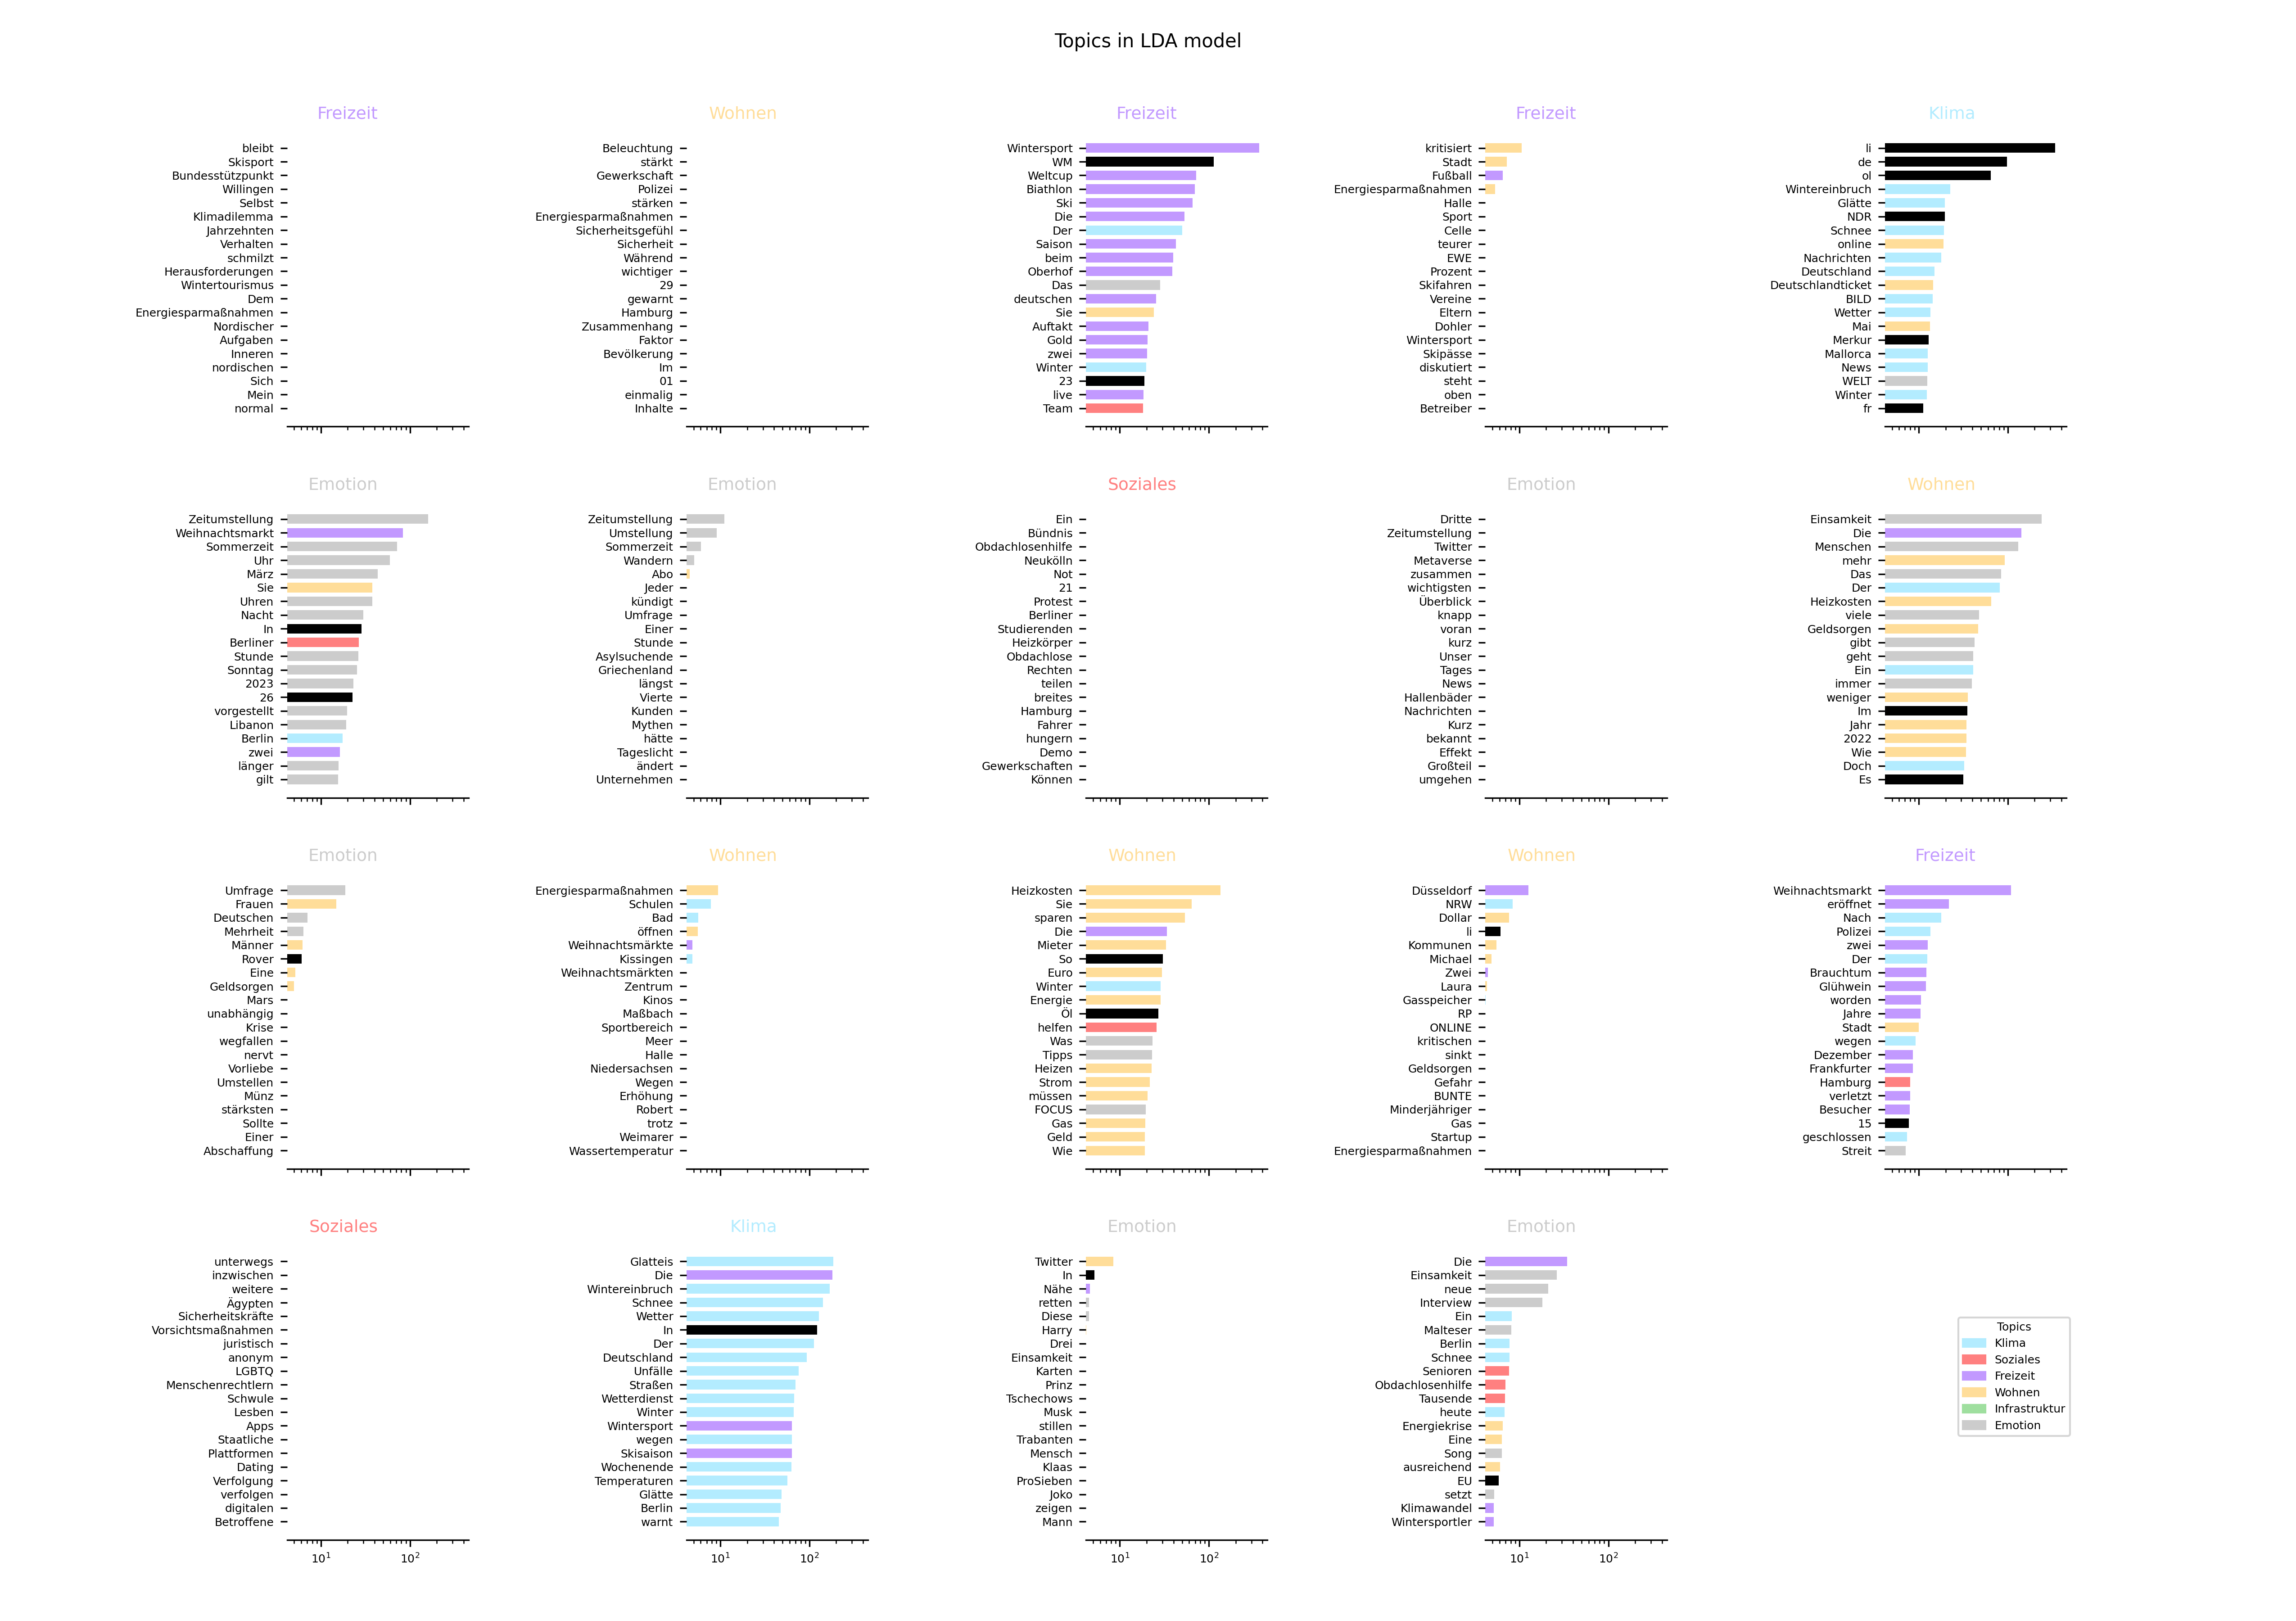 Topics in LDA model
Freizeit
bleibt
Skisport
Bundesstützpunkt
Willingen
Selbst
Klimadilemma
Jahrzehnten
Verhalten
schmilzt
Herausforderungen
Wintertourismus
Dem
Energiesparmaßnahmen
Nordischer
Aufgaben
Inneren
nordischen
Sich
Mein
normal
Wohnen
Beleuchtung
stärkt
Gewerkschaft
Polizei
stärken
Energiesparmaßnahmen
Sicherheitsgefühl
Sicherheit
Während
wichtiger
29
gewarnt
Hamburg
Zusammenhang
Faktor
Bevölkerung
Im
01
einmalig
Inhalte
Freizeit
Wintersport
WM
Weltcup
Biathlon
Ski
Die
Der
Saison
beim
Oberhof
Das
deutschen
Sie
Auftakt
Gold
zwei
Winter
23
live
Team
Freizeit
kritisiert
Stadt
Fußball
Energiesparmaßnahmen
Halle
Sport
Celle
teurer
EWE
Prozent
Skifahren
Vereine
Eltern
Dohler
Wintersport
Skipässe
diskutiert
steht
oben
Betreiber
Klima
li
de
ol
Wintereinbruch
Glätte
NDR
Schnee
online
Nachrichten
Deutschland
Deutschlandticket
BILD
Wetter
Mai
Merkur
Mallorca
News
WELT
Winter
fr
Emotion
Zeitumstellung
Weihnachtsmarkt
Sommerzeit
Uhr
März
Sie
Uhren
Nacht
In
Berliner
Stunde
Sonntag
2023
26
vorgestellt
Libanon
Berlin
zwei
länger
gilt
Emotion
Zeitumstellung
Umstellung
Sommerzeit
Wandern
Abo
Jeder
kündigt
Umfrage
Einer
Stunde
Asylsuchende
Griechenland
längst
Vierte
Kunden
Mythen
hätte
Tageslicht
ändert
Unternehmen
Soziales
Ein
Bündnis
Obdachlosenhilfe
Neukölln
Not
21
Protest
Berliner
Studierenden
Heizkörper
Obdachlose
Rechten
teilen
breites
Hamburg
Fahrer
hungern
Demo
Gewerkschaften
Können
Emotion
Dritte
Zeitumstellung
Twitter
Metaverse
zusammen
wichtigsten
Überblick
knapp
voran
kurz
Unser
Tages
News
Hallenbäder
Nachrichten
Kurz
bekannt
Effekt
Großteil
umgehen
Wohnen
Einsamkeit
Die
Menschen
mehr
Das
Der
Heizkosten
viele
Geldsorgen
gibt
geht
Ein
immer
weniger
Im
Jahr
2022
Wie
Doch
Es
Emotion
Umfrage
Frauen
Deutschen
Mehrheit
Männer
Rover
Eine
Geldsorgen
Mars
unabhängig
Krise
wegfallen
nervt
Vorliebe
Umstellen
Münz
stärksten
Sollte
Einer
Abschaffung
Wohnen
Energiesparmaßnahmen
Schulen
Bad
öffnen
Weihnachtsmärkte
Kissingen
Weihnachtsmärkten
Zentrum
Kinos
Maßbach
Sportbereich
Meer
Halle
Niedersachsen
Wegen
Erhöhung
Robert
trotz
Weimarer
Wassertemperatur
Wohnen
Heizkosten
Sie
sparen
Die
Mieter
So
Euro
Winter
Energie
Öl
helfen
Was
Tipps
Heizen
Strom
müssen
FOCUS
Gas
Geld
Wie
Wohnen
Düsseldorf
NRW
Dollar
li
Kommunen
Michael
Zwei
Laura
Gasspeicher
RP
ONLINE
kritischen
sinkt
Geldsorgen
Gefahr
BUNTE
Minderjähriger
Gas
Startup
Energiesparmaßnahmen
Freizeit
Weihnachtsmarkt
eröffnet
Nach
Polizei
zwei
Der
Brauchtum
Glühwein
worden
Jahre
Stadt
wegen
Dezember
Frankfurter
Hamburg
verletzt
Besucher
15
geschlossen
Streit
Soziales
unterwegs
inzwischen
weitere
Ägypten
Sicherheitskräfte
Vorsichtsmaßnahmen
juristisch
anonym
LGBTQ
Menschenrechtlern
Schwule
Lesben
Apps
Staatliche
Plattformen
Dating
Verfolgung
verfolgen
digitalen
Betroffene
10¹ 10²
Klima
Glatteis
Die
Wintereinbruch
Schnee
Wetter
In
Der
Deutschland
Unfälle
Straßen
Wetterdienst
Winter
Wintersport
wegen
Skisaison
Wochenende
Temperaturen
Glätte
Berlin
warnt
10¹ 10²
Emotion
Twitter
In
Nähe
retten
Diese
Harry
Drei
Einsamkeit
Karten
Prinz
Tschechows
Musk
stillen
Trabanten
Mensch
Klaas
ProSieben
Joko
zeigen
Mann
10¹ 10²
Emotion
Die
Einsamkeit
neue
Interview
Ein
Malteser
Berlin
Schnee
Senioren
Obdachlosenhilfe
Tausende
heute
Energiekrise
Eine
Song
ausreichend
EU
setzt
Klimawandel
Wintersportler
10¹ 10²
Topics
Klima
Soziales
Freizeit
Wohnen
Infrastruktur
Emotion